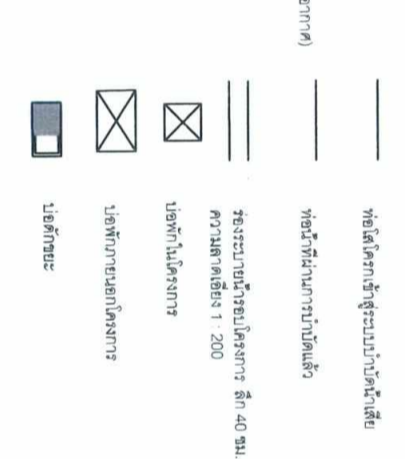 ท่อโสโครกเข้าสู่ระบบบำบัดน้ำเสีย
อากาศ)
ท่อน้ำที่ผ่านการบำบัดแล้ว
รางระบายน้ำรอบโครงการ ลึก 40 ซม.
ความลาดเอียง 1 : 200
บ่อพักในโครงการ
บ่อพักภายนอกโครงการ
บ่อดักขยะ